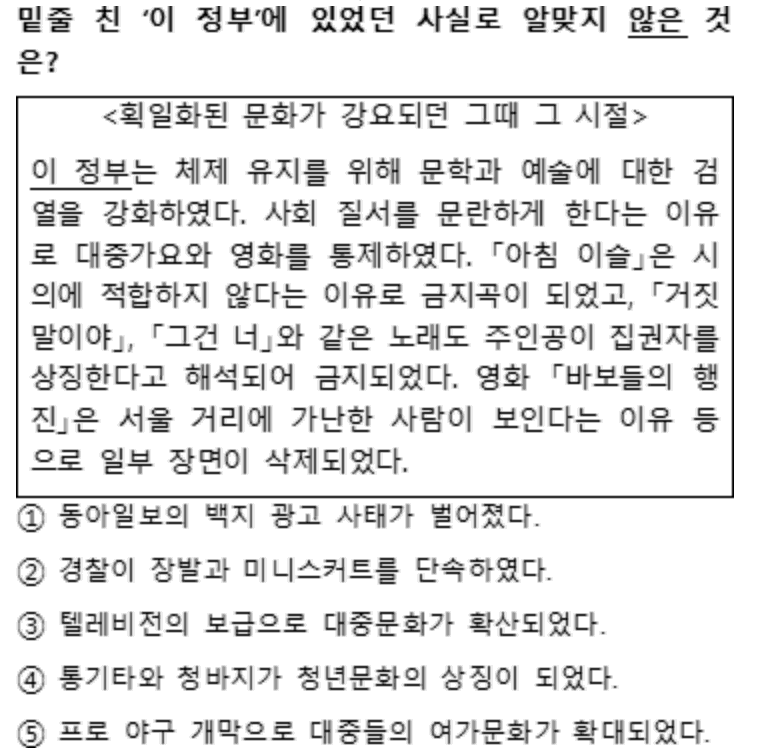 밑줄 친 ‘이 정부’에 있었던 사실로 알맞지 않은 것
은?
<획일화된 문화가 강요되던 그때 그 시절>
이 정부는 체제 유지를 위해 문학과 예술에 대한 검
열을 강화하였다. 사회 질서를 문란하게 한다는 이유
로 대중가요와 영화를 통제하였다. 「아침 이슬」은 시
의에 적합하지 않다는 이유로 금지곡이 되었고, 「거짓
말이야」, 「그건 너」와 같은 노래도 주인공이 집권자를
상징한다고 해석되어 금지되었다. 영화 「바보들의 행
진」은 서울 거리에 가난한 사람이 보인다는 이유 등
으로 일부 장면이 삭제되었다.
① 동아일보의 백지 광고 사태가 벌어졌다.
② 경찰이 장발과 미니스커트를 단속하였다.
③ 텔레비전의 보급으로 대중문화가 확산되었다.
④ 통기타와 청바지가 청년문화의 상징이 되었다.
⑤ 프로 야구 개막으로 대중들의 여가문화가 확대되었다.